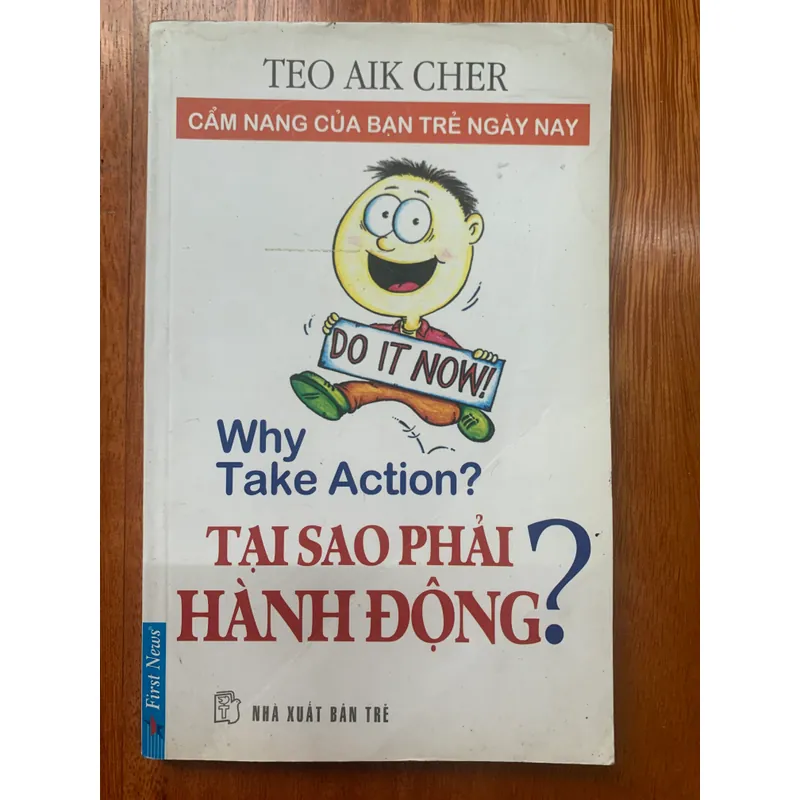 TEO AIK CHER
CẨM NANG CỦA BẠN TRẺ NGÀY NAY
DO IT NOW!
Why
Take Action?
TẠI SAO PHẢI
HÀNH ĐỘNG?
First News
NHÀ XUẤT BẢN TRẺ